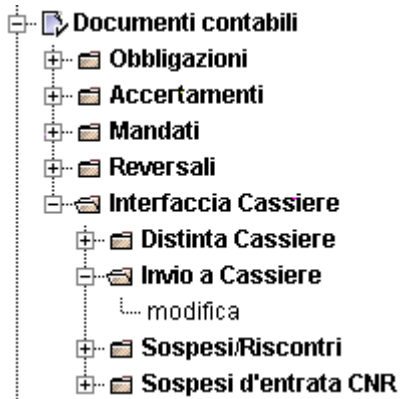 Documenti contabili
Obbligazioni
Accertamenti
Mandati
Reversali
Interfaccia Cassiere
Distinta Cassiere
Invio a Cassiere
modifica
Sospesi/Riscontri
Sospesi d'entrata CNR